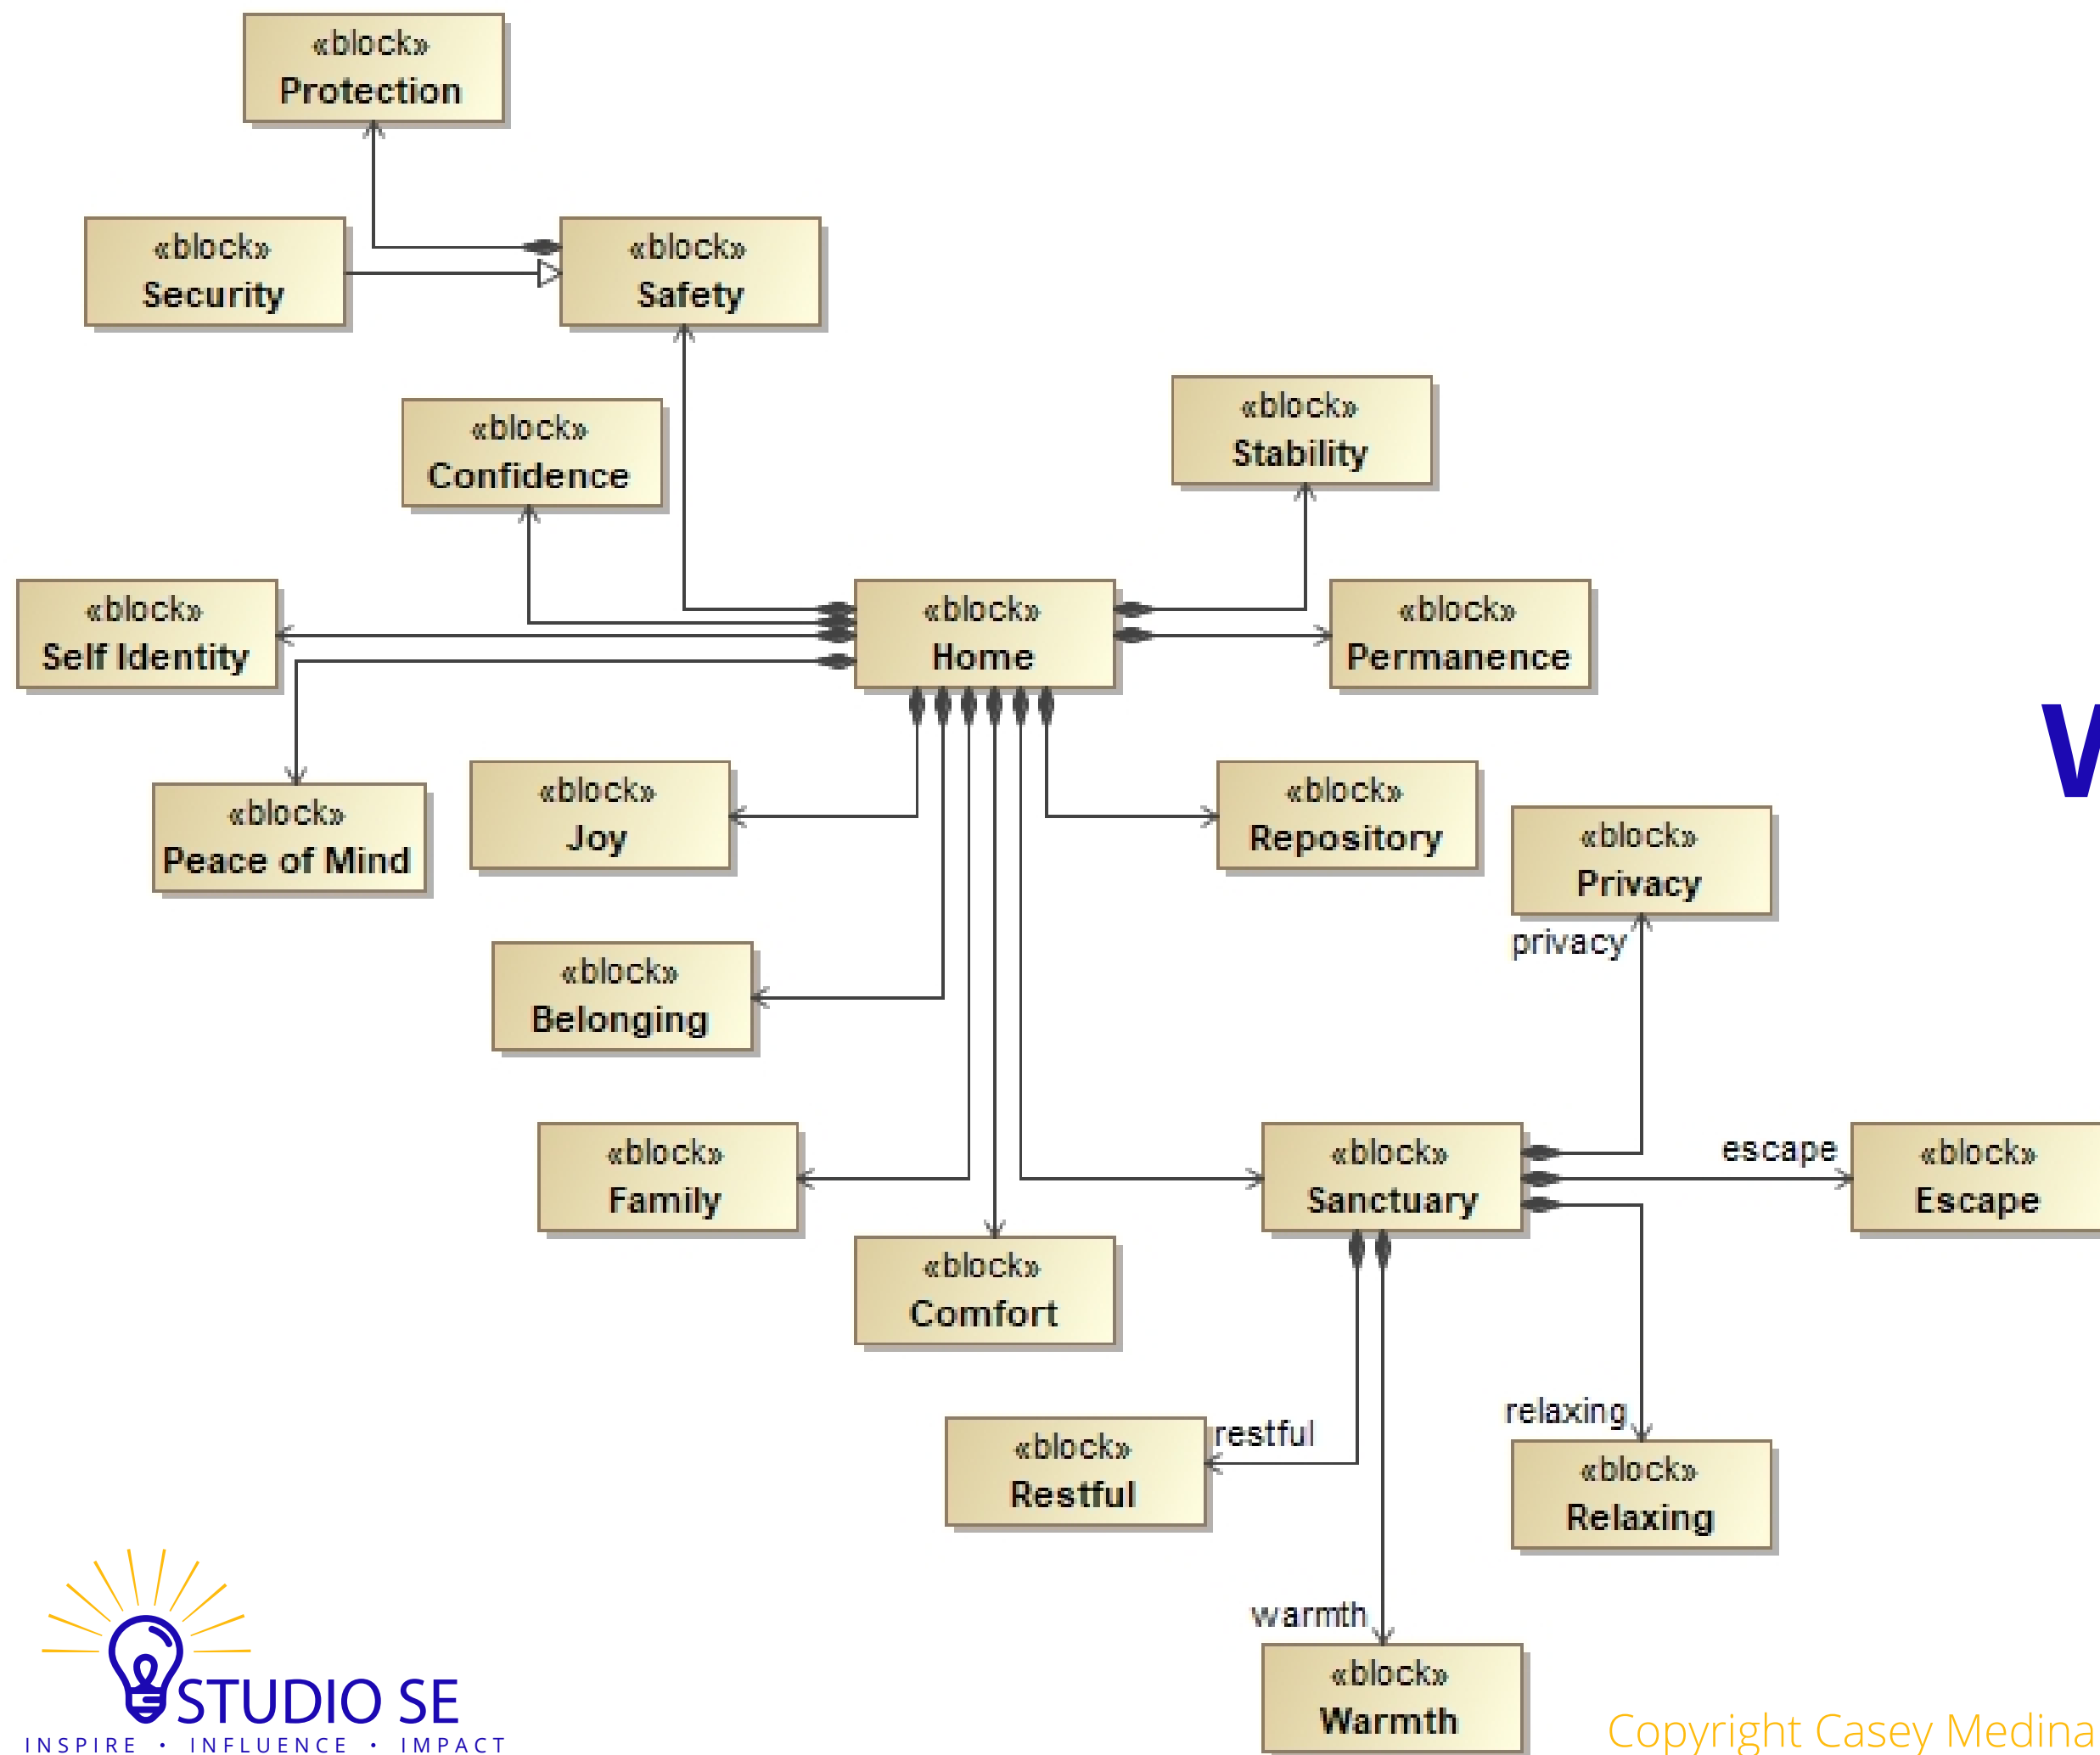 «block»
Protection
«block»
Security
«block»
Safety
«block»
Confidence
«block»
Stability
«block»
Self Identity
«block»
Home
«block»
Permanence
«block»
Peace of Mind
«block»
Joy
«block»
Repository
«block»
Privacy
privacy
«block»
Belonging
«block»
Family
«block»
Sanctuary
escape
«block»
Escape
«block»
Comfort
restful
«block»
Restful
relaxing
«block»
Relaxing
warmth
«block»
Warmth
STUDIO SE
INSPIRE • INFLUENCE • IMPACT
Copyright Casey Medina